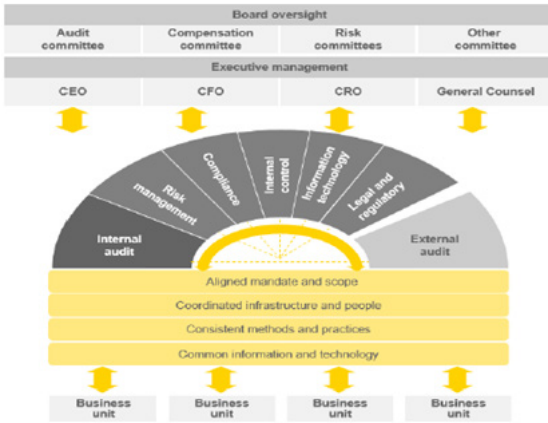 Board oversight
Audit committee
Compensation committee
Risk committees
Other committee
Executive management
CEO
CFO
CRO
General Counsel
Internal audit
Risk management
Compliance
Internal control
Information technology
Legal and regulatory
External audit
Aligned mandate and scope
Coordinated infrastructure and people
Consistent methods and practices
Common information and technology
Business unit
Business unit
Business unit
Business unit